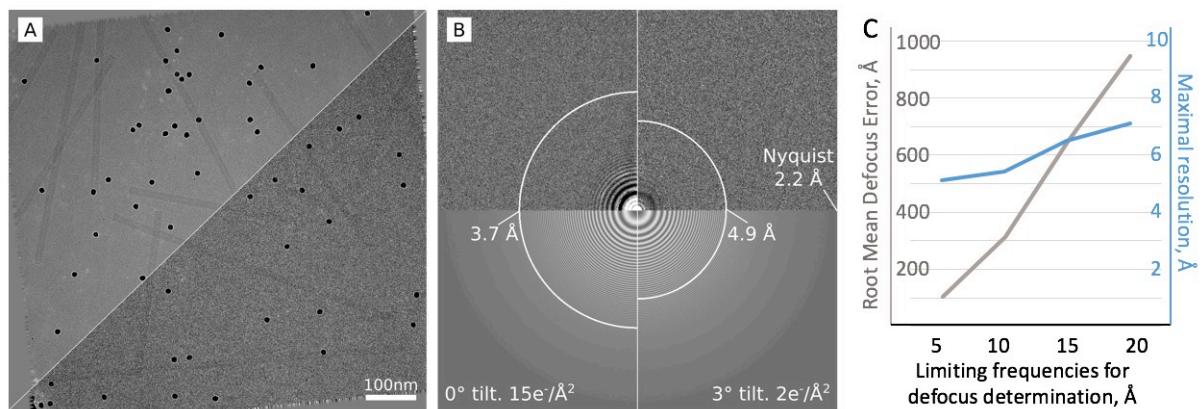 A
100nm
B
Nyquist
2.2 Å
3.7 Å
4.9 Å
0° tilt. 15e⁻/Å²
3° tilt. 2e⁻/Å²
C
Root Mean Defocus Error, Å
1000
800
600
400
200
10
8
6
4
2
Maximal resolution, Å
5 10 15 20
Limiting frequencies for
defocus determination, Å